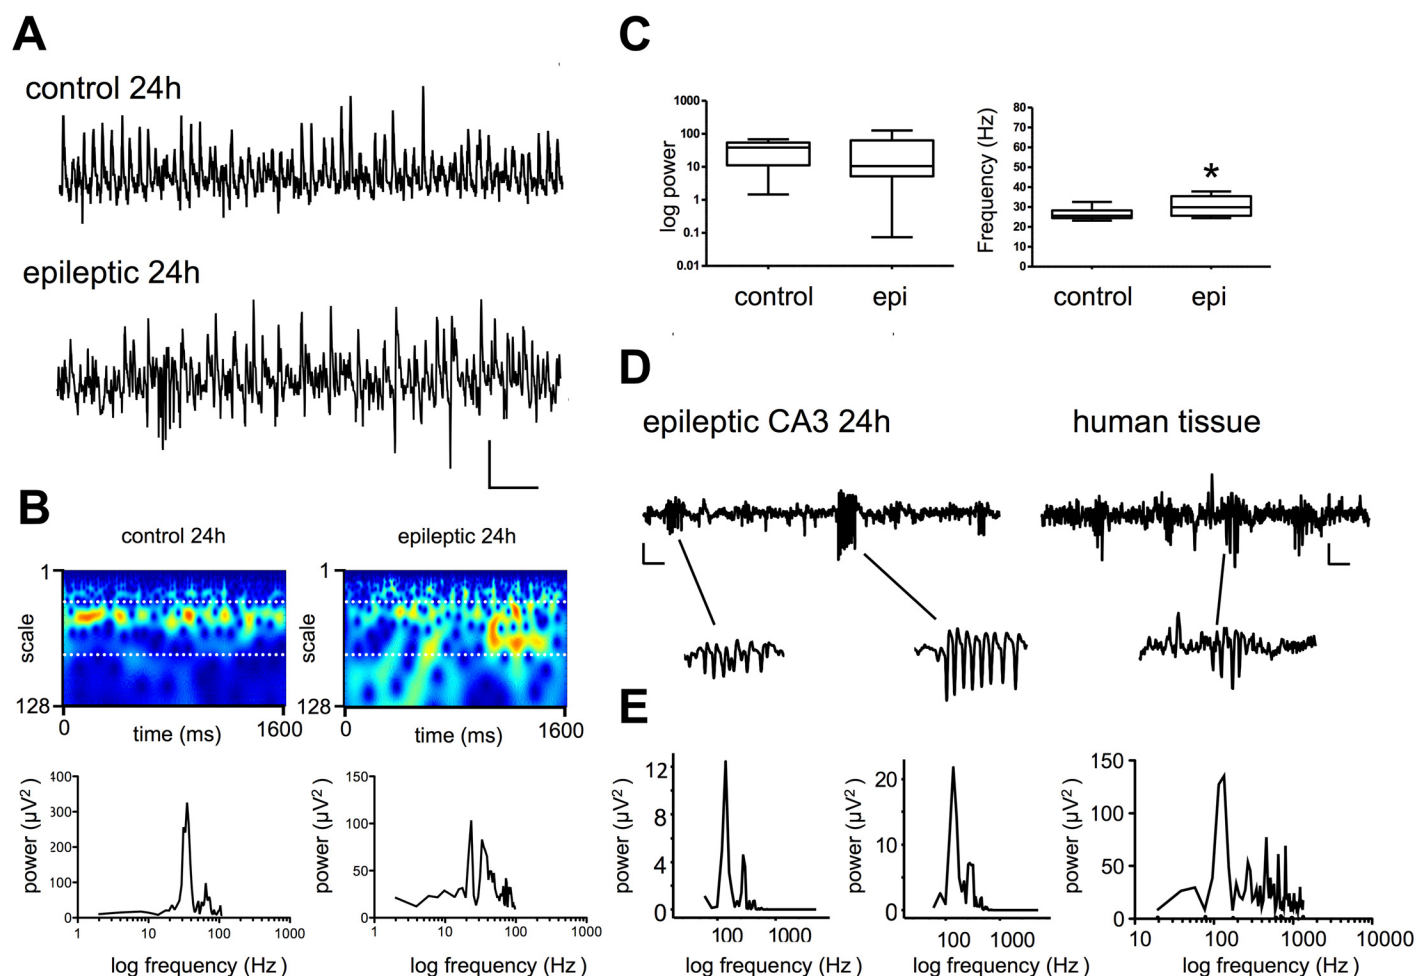 A
control 24h
epileptic 24h
B
control 24h
epileptic 24h
1
scale
128
0
1600
time (ms)
1
scale
128
0
1600
time (ms)
400
300
200
100
0
power (µV²)
1
10
100
1000
log frequency (Hz)
150
100
50
0
power (µV²)
1
10
100
1000
log frequency (Hz)
C
1000
100
10
1
0.1
0.01
log power
control
epi
80
70
60
50
40
30
20
10
0
Frequency (Hz)
*
control
epi
D
epileptic CA3 24h
human tissue
E
12
8
4
0
power (µV²)
100
1000
log frequency (Hz)
20
10
0
power (µV²)
100
1000
log frequency (Hz)
150
100
50
0
power (µV²)
10
100
1000
10000
log frequency (Hz)